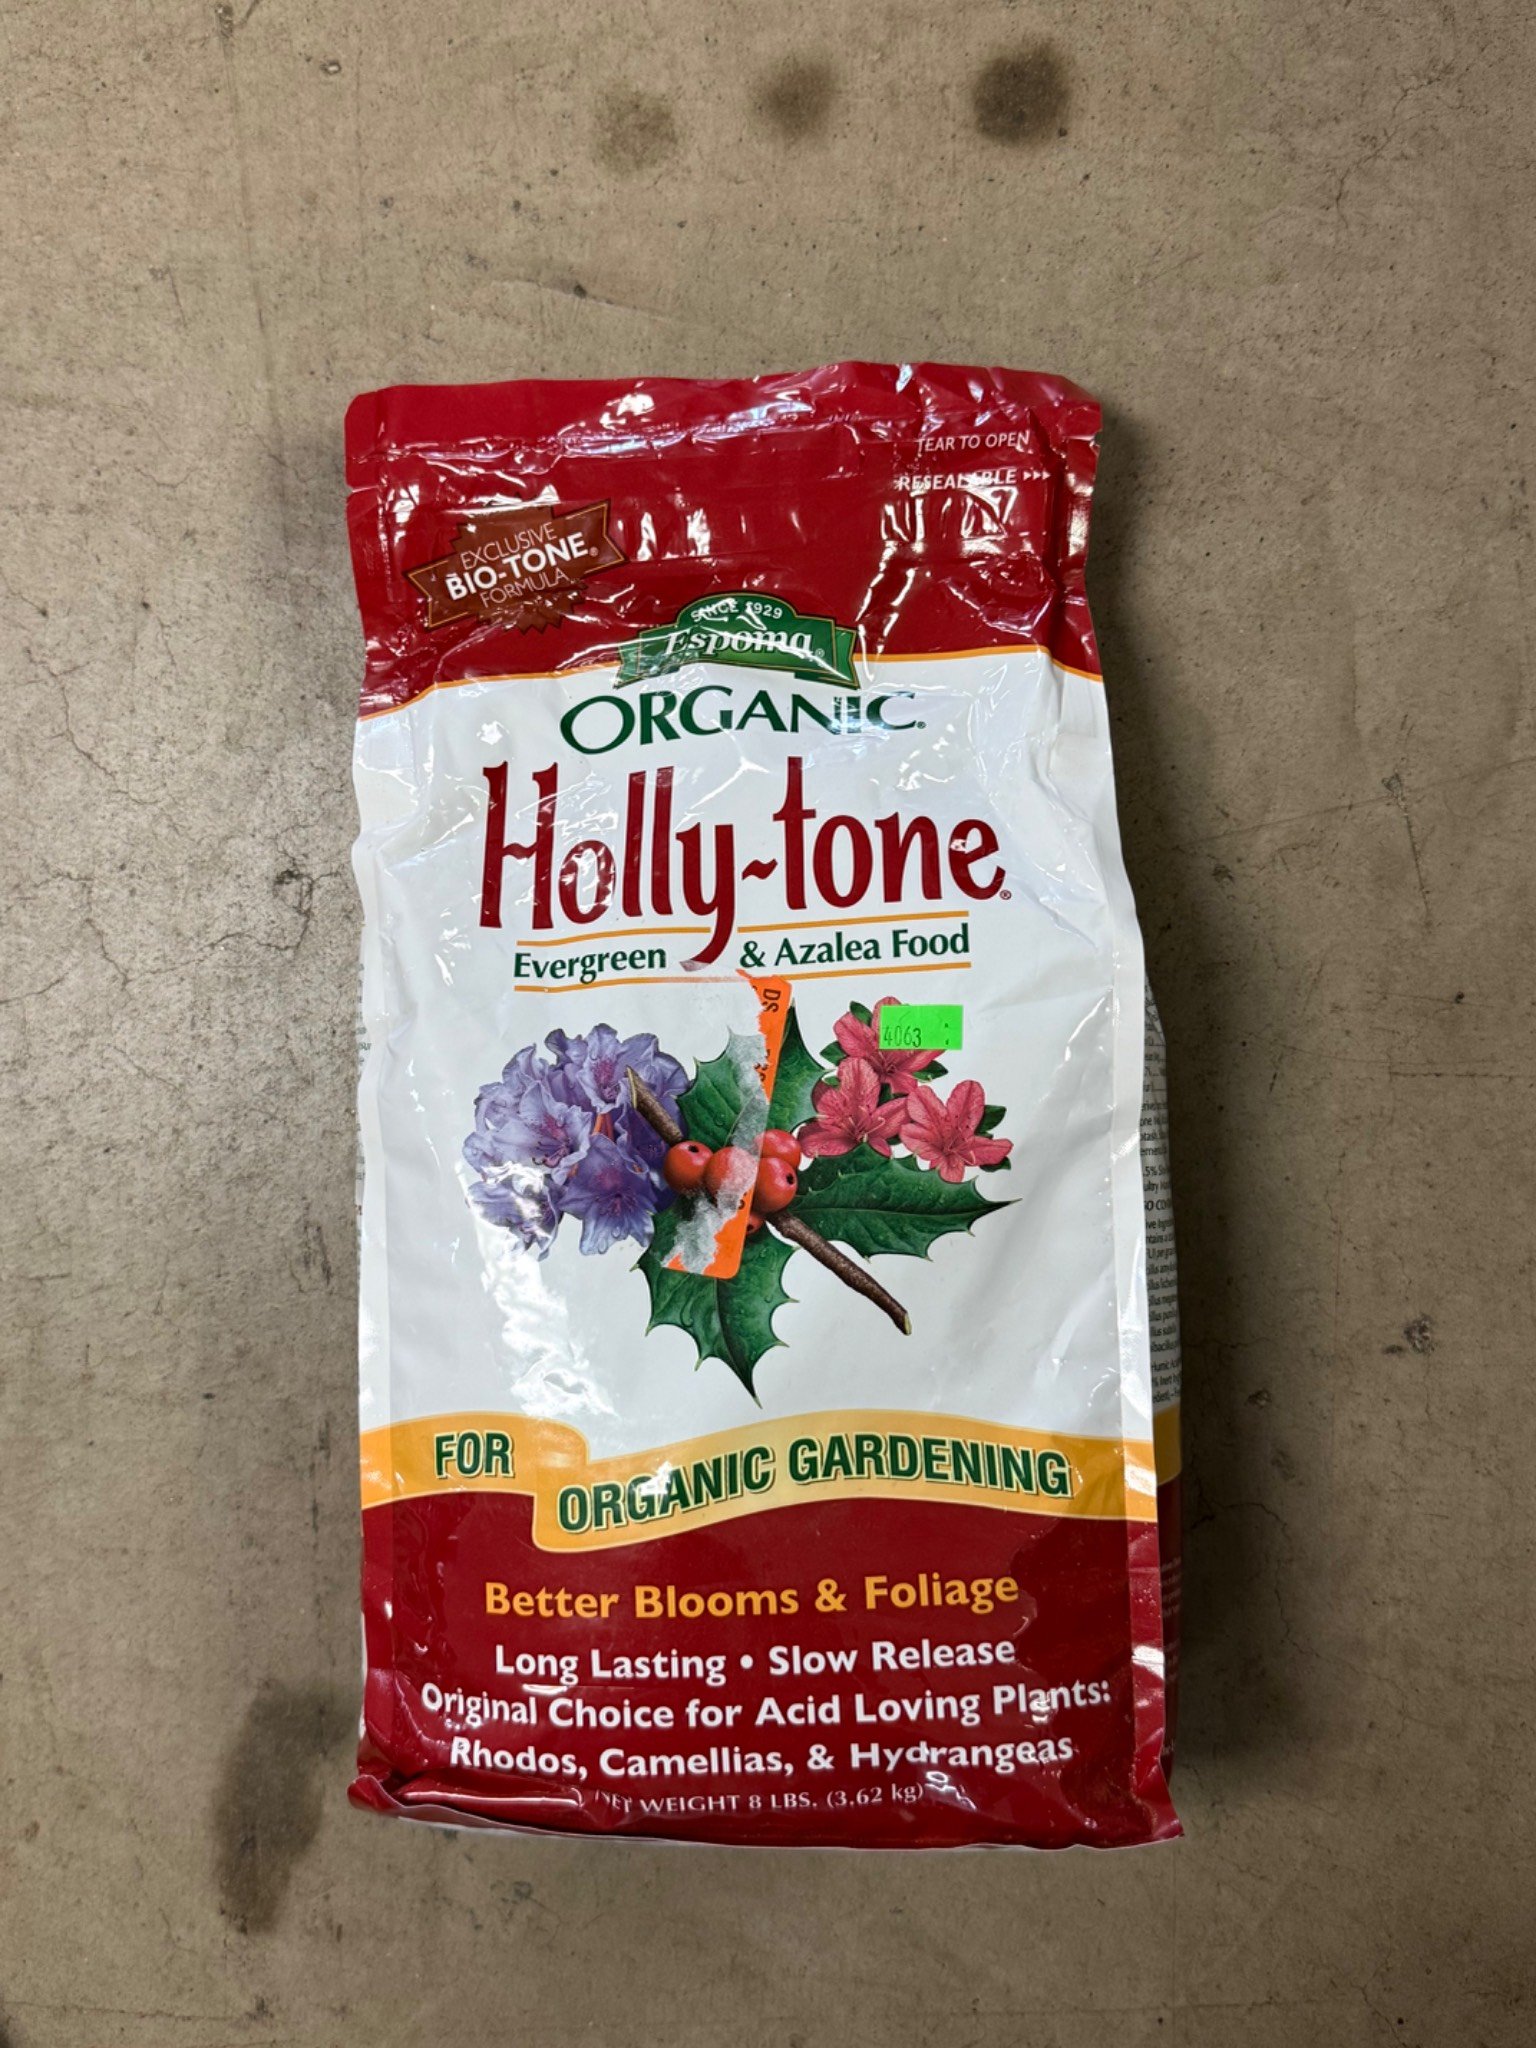 TEAR TO OPEN
RESEALABLE
EXCLUSIVE
BIO-TONE®
FORMULA
SINCE 1929
Espoma®
ORGANIC®
Holly-tone®
Evergreen & Azalea Food
DS
4063
FOR
ORGANIC GARDENING
Better Blooms & Foliage
Long Lasting • Slow Release
Original Choice for Acid Loving Plants:
Rhodos, Camellias, & Hydrangeas
NET WEIGHT 8 LBS. (3.62 kg)